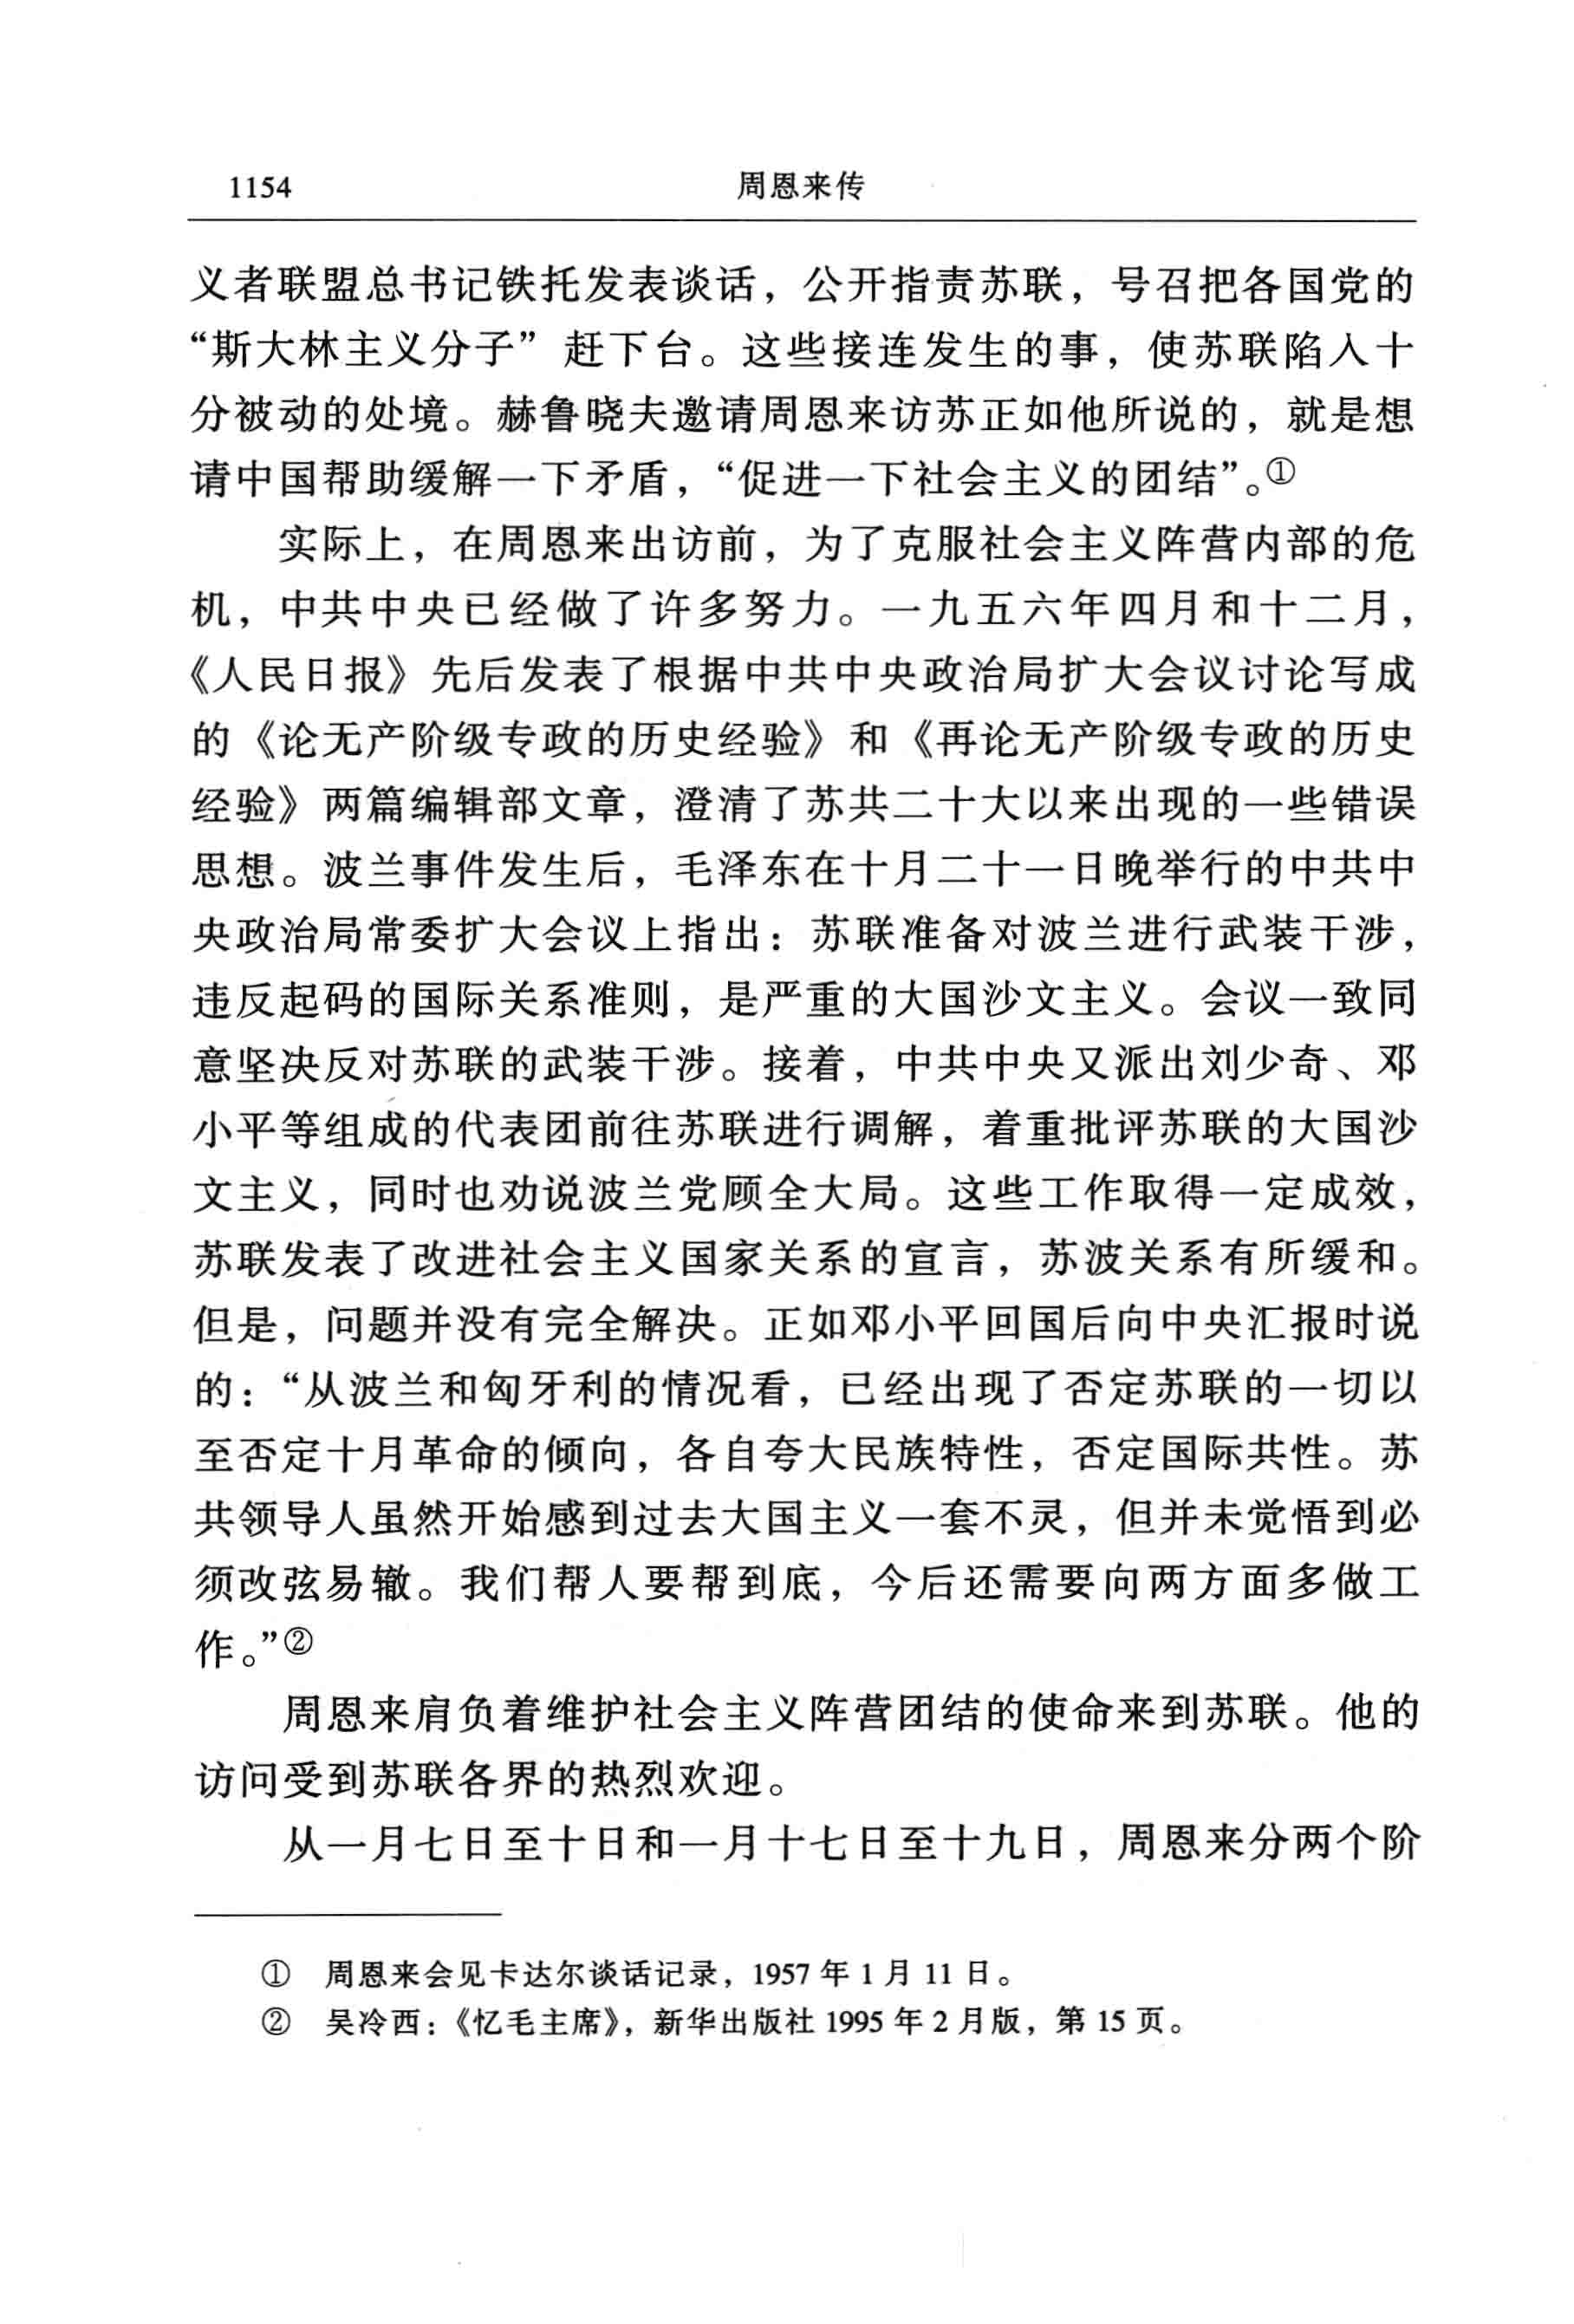 1154
周恩来传
义者联盟总书记铁托发表谈话，公开指责苏联，号召把各国党的
“斯大林主义分子”赶下台。这些接连发生的事，使苏联陷入十
分被动的处境。赫鲁晓夫邀请周恩来访苏正如他所说的，就是想
请中国帮助缓解一下矛盾，“促进一下社会主义的团结”。①
实际上，在周恩来出访前，为了克服社会主义阵营内部的危
机，中共中央已经做了许多努力。一九五六年四月和十二月，
《人民日报》先后发表了根据中共中央政治局扩大会议讨论写成
的《论无产阶级专政的历史经验》和《再论无产阶级专政的历史
经验》两篇编辑部文章，澄清了苏共二十大以来出现的一些错误
思想。波兰事件发生后，毛泽东在十月二十一日晚举行的中共中
央政治局常委扩大会议上指出：苏联准备对波兰进行武装干涉，
违反起码的国际关系准则，是严重的大国沙文主义。会议一致同
意坚决反对苏联的武装干涉。接着，中共中央又派出刘少奇、邓
小平等组成的代表团前往苏联进行调解，着重批评苏联的大国沙
文主义，同时也劝说波兰党顾全大局。这些工作取得一定成效，
苏联发表了改进社会主义国家关系的宣言，苏波关系有所缓和。
但是，问题并没有完全解决。正如邓小平回国后向中央汇报时说
的：“从波兰和匈牙利的情况看，已经出现了否定苏联的一切以
至否定十月革命的倾向，各自夸大民族特性，否定国际共性。苏
共领导人虽然开始感到过去大国主义一套不灵，但并未觉悟到必
须改弦易辙。我们帮人要帮到底，今后还需要向两方面多做工
作。”②
周恩来肩负着维护社会主义阵营团结的使命来到苏联。他的
访问受到苏联各界的热烈欢迎。
从一月七日至十日和一月十七日至十九日，周恩来分两个阶
① 周恩来会见卡达尔谈话记录，1957 年 1 月 11 日。
② 吴冷西：《忆毛主席》，新华出版社 1995 年 2 月版，第 15 页。